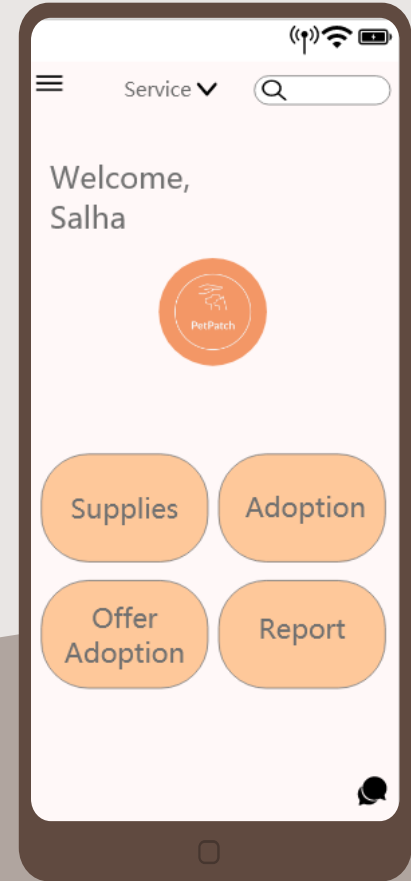 Service
Welcome,
Salha
PetPatch
Supplies
Adoption
Offer
Adoption
Report